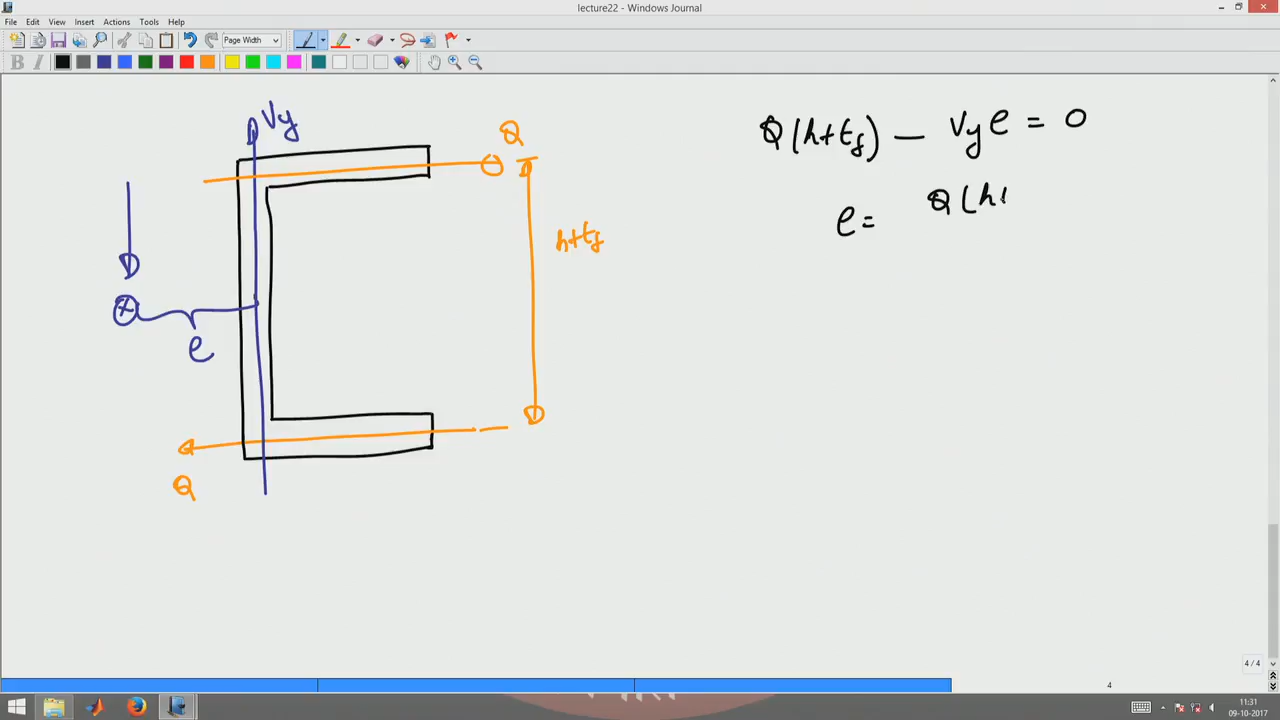 lecture22 - Windows Journal
File Edit View Insert Actions Tools Help
Page Width
B I
Vy
Q
h+tf
e
Q
Q(h+tf) — Vy e = 0
e = Q(h
4/4
4
11:31
09-10-2017